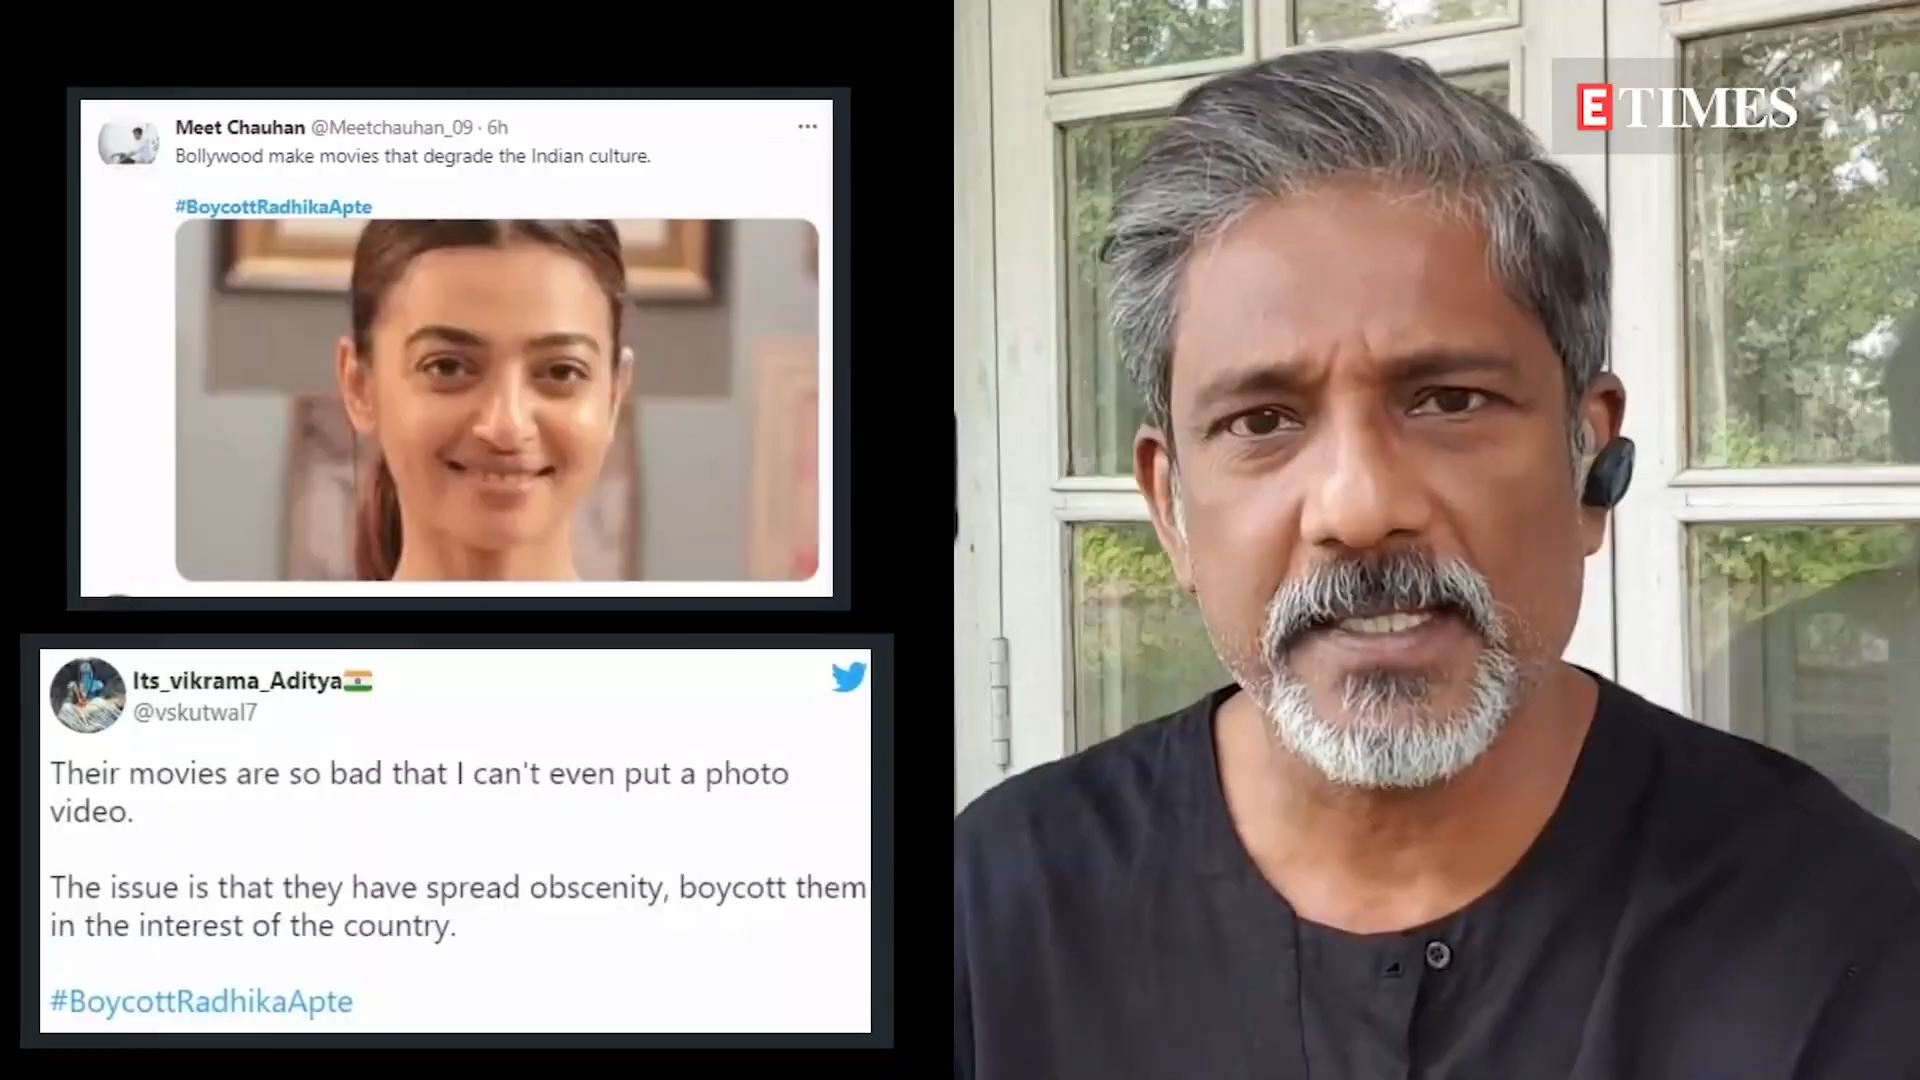 Meet Chauhan @Meetchauhan_09 · 6h
Bollywood make movies that degrade the Indian culture.
#BoycottRadhikaApte
Its_vikrama_Aditya🇮🇳
@vskutwal7
Their movies are so bad that I can't even put a photo
video.
The issue is that they have spread obscenity, boycott them
in the interest of the country.
#BoycottRadhikaApte
E TIMES